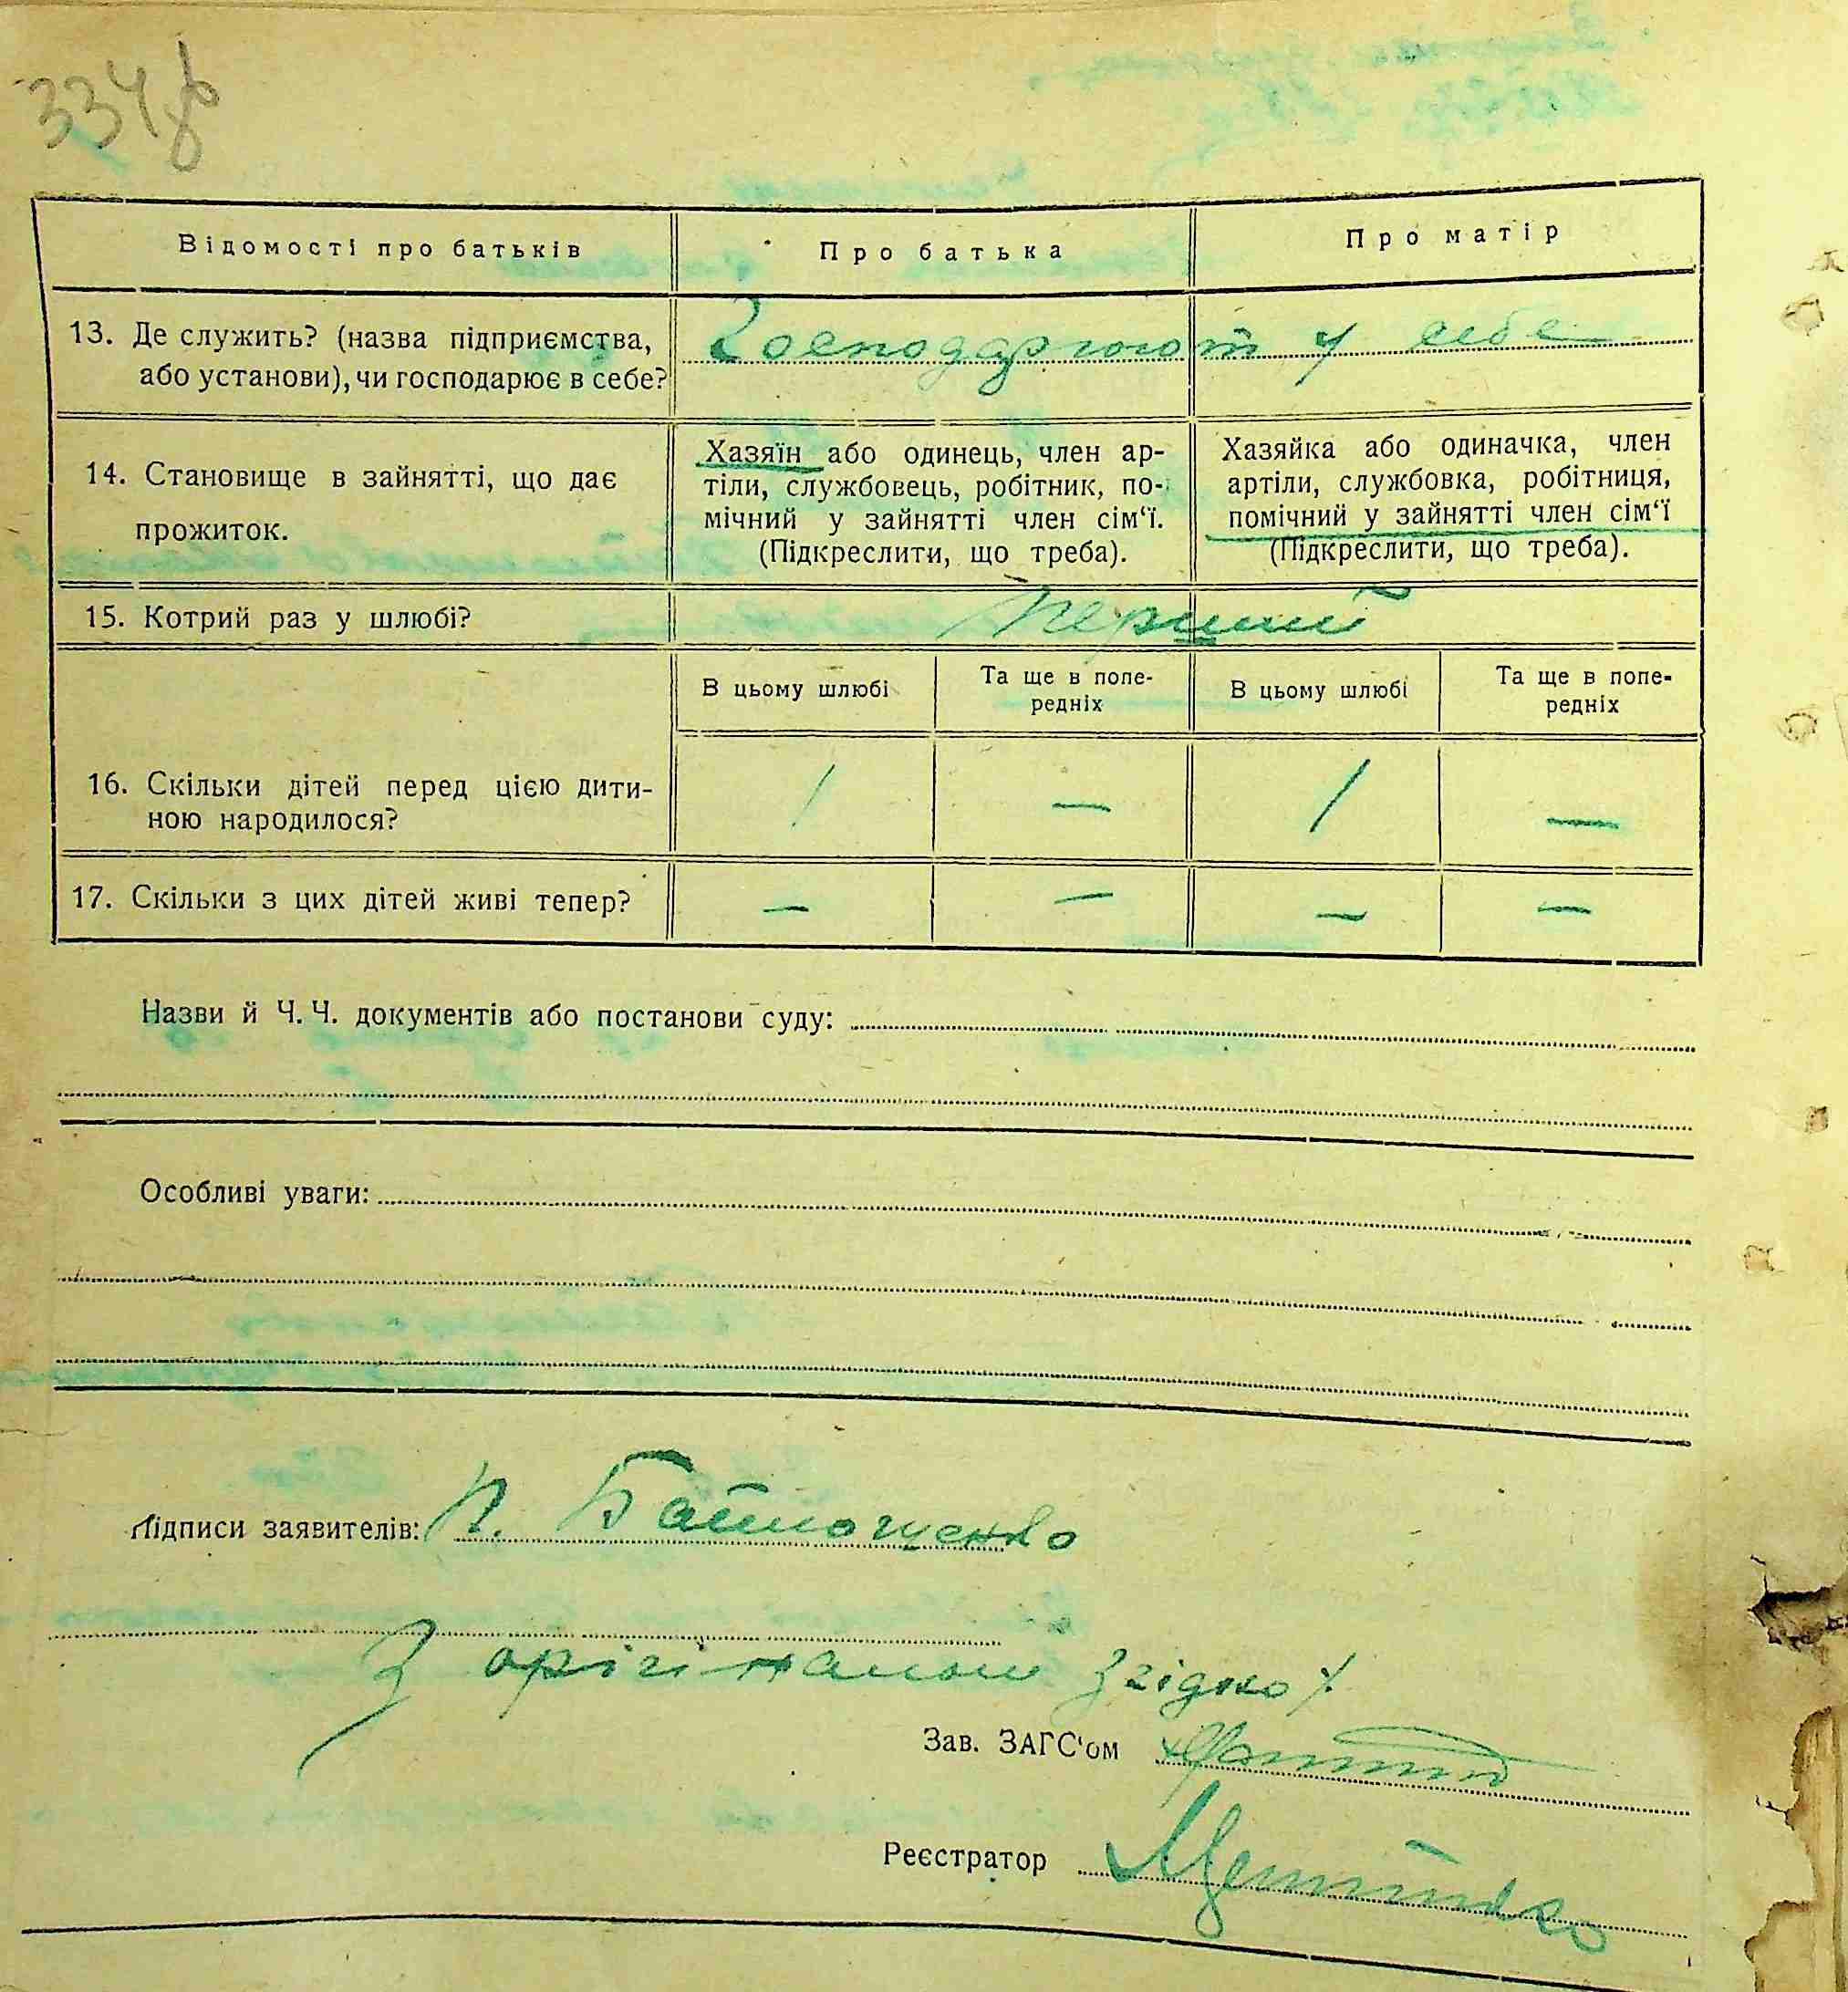 334
Відомості про батьків
Про батька
Про матір
13. Де служить? (назва підприємства,
або установи), чи господарює в себе?
Господарюють у себе
14. Становище в зайнятті, що дає
прожиток.
Хазяїн або одинець, член ар-
тіли, службовець, робітник, по-
мічний у зайнятті член сім‘ї.
(Підкреслити, що треба).
Хазяйка або одиначка, член
артіли, службовка, робітниця,
помічний у зайнятті член сім‘ї
(Підкреслити, що треба).
15. Котрий раз у шлюбі?
Перший
В цьому шлюбі
Та ще в попе-
редніх
В цьому шлюбі
Та ще в попе-
редніх
16. Скільки дітей перед цією дити-
ною народилося?
/ — / —
17. Скільки з цих дітей живі тепер?
— — — —
Назви й Ч. Ч. документів або постанови суду:
Особливі уваги:
Підписи заявителів:
З орігіналом згідно
Зав. ЗАГС‘ом
Реєстратор